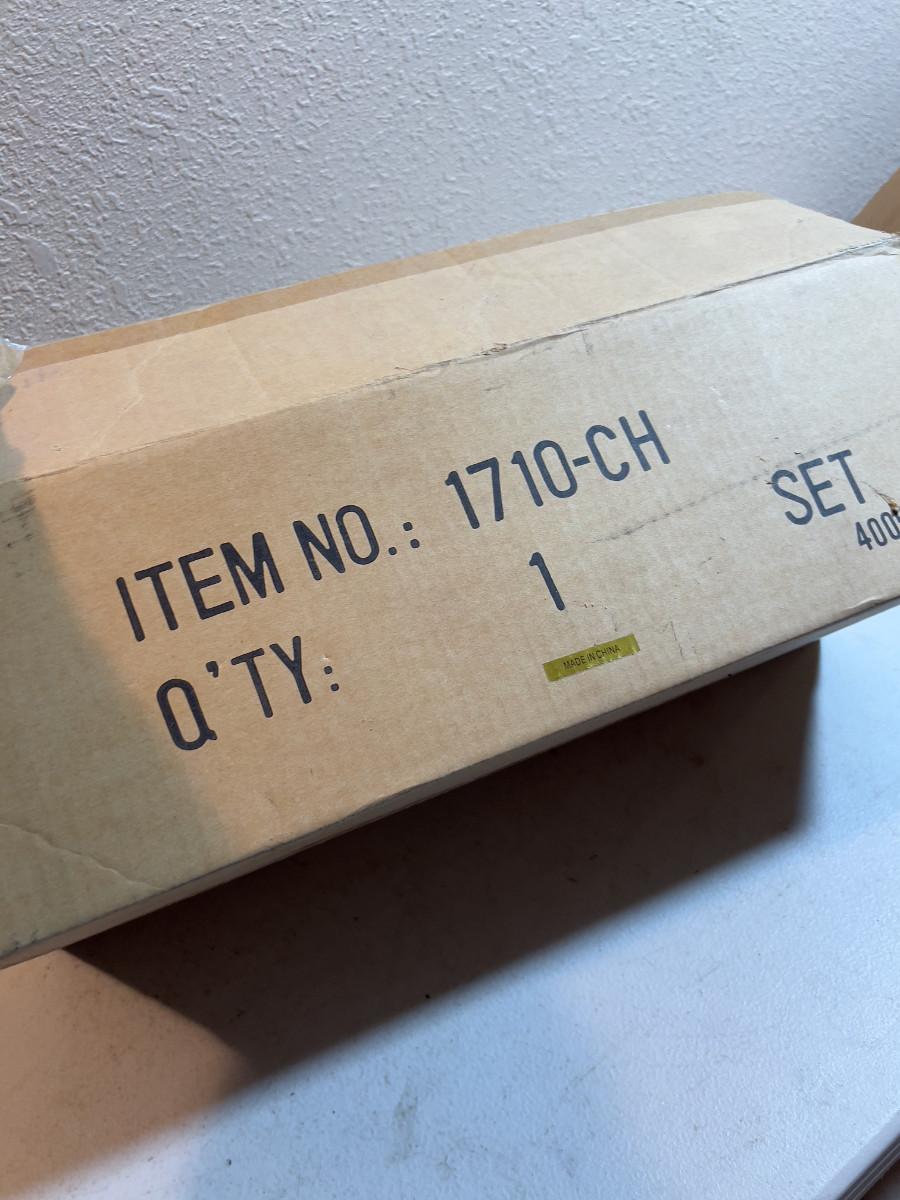 ITEM NO.: 1710-CH
Q'TY: 1 SET
MADE IN CHINA